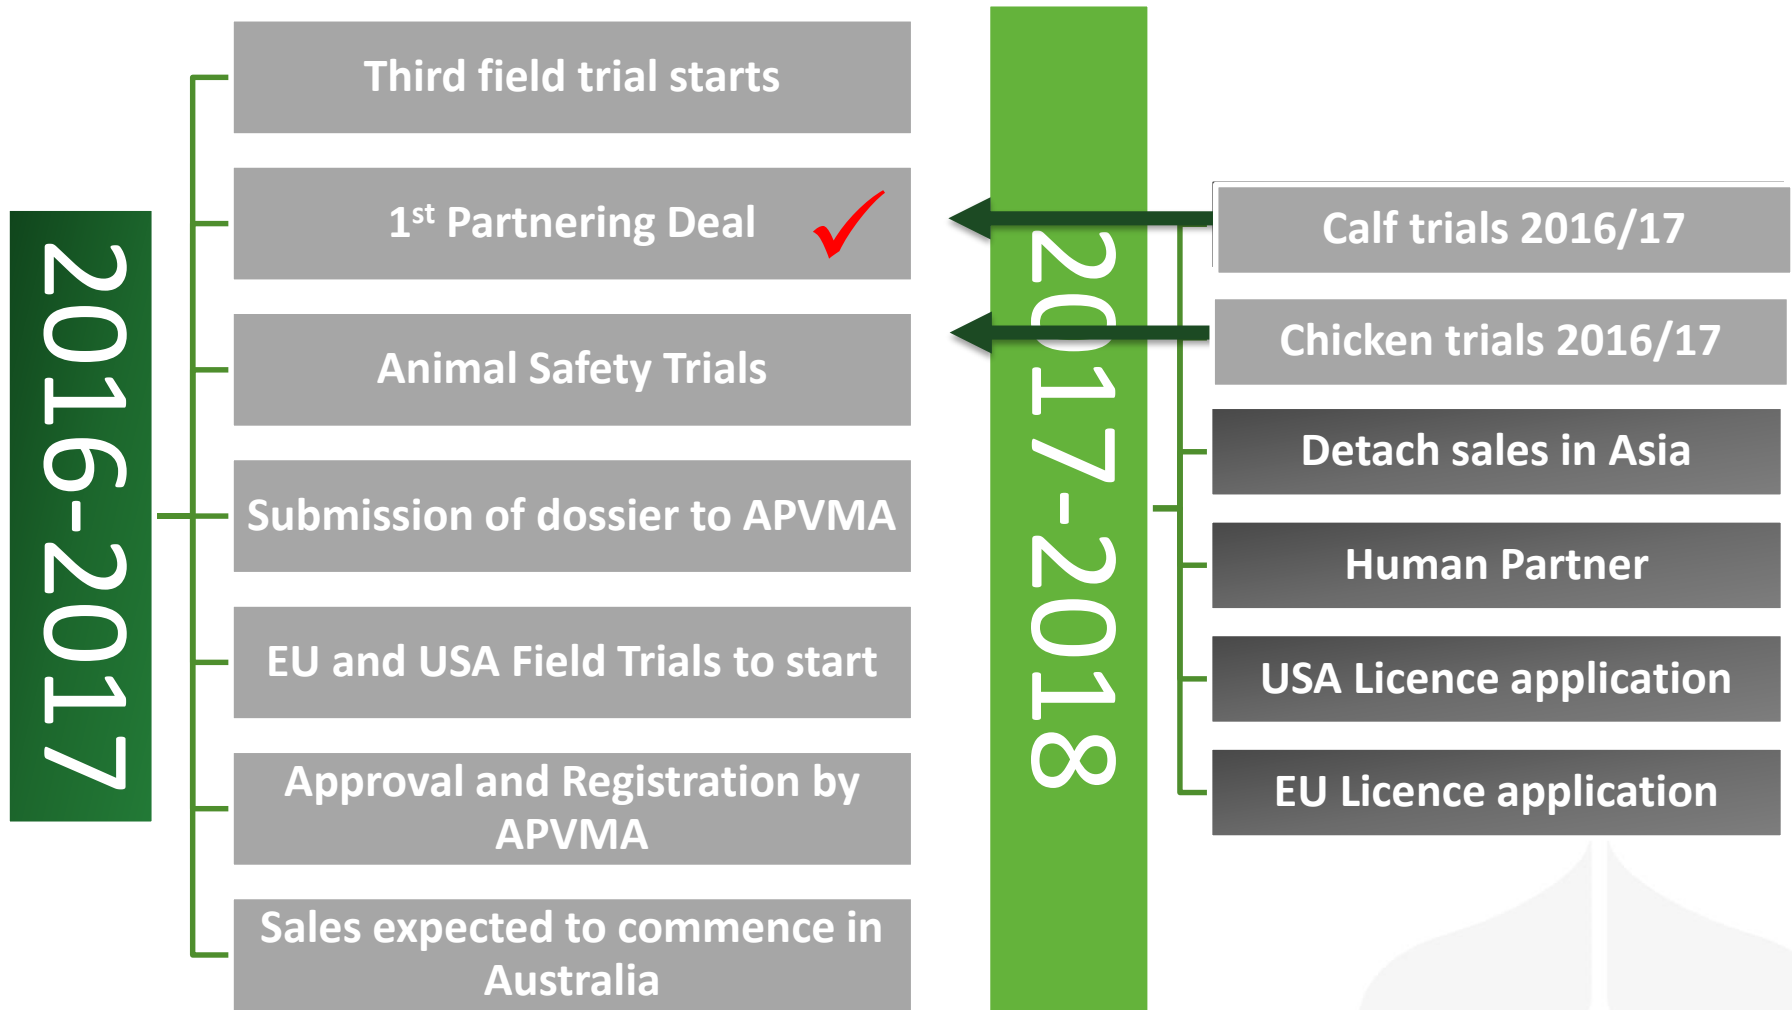 2016-2017
Third field trial starts
1st Partnering Deal
Animal Safety Trials
Submission of dossier to APVMA
EU and USA Field Trials to start
Approval and Registration by
APVMA
Sales expected to commence in
Australia
2017-2018
Calf trials 2016/17
Chicken trials 2016/17
Detach sales in Asia
Human Partner
USA Licence application
EU Licence application